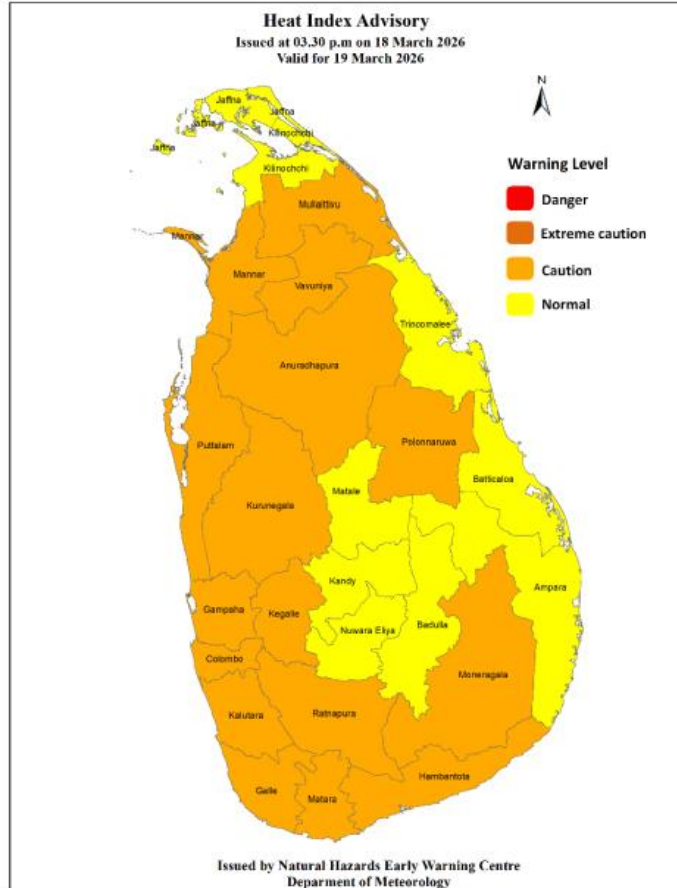 Heat Index Advisory
Issued at 03.30 p.m on 18 March 2026
Valid for 19 March 2026
N
Warning Level
Danger
Extreme caution
Caution
Normal
Jaffna
Jaffna
Jaffna
Kilinochchi
Jaffna
Kilinochchi
Mullaittivu
Mannar
Mannar
Vavuniya
Trincomalee
Anuradhapura
Puttalam
Polonnaruwa
Batticaloa
Matale
Kurunegala
Kandy
Ampara
Gampaha
Kegalle
Nuwara Eliya
Badulla
Colombo
Moneragala
Kalutara
Ratnapura
Hambantota
Galle
Matara
Issued by Natural Hazards Early Warning Centre
Deparment of Meteorology